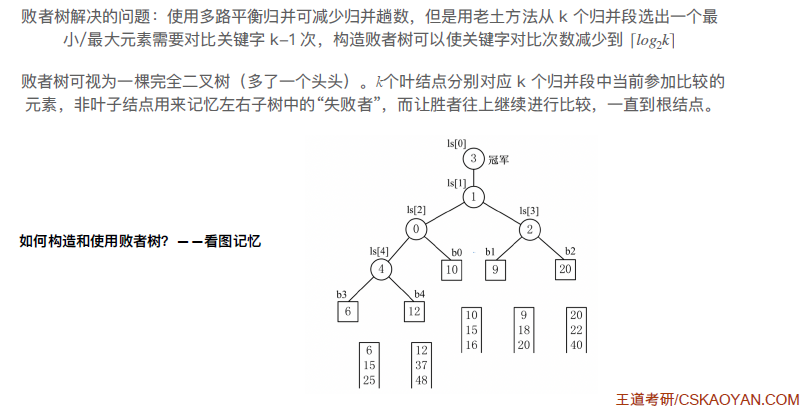 败者树解决的问题：使用多路平衡归并可减少归并趟数，但是用老土方法从 k 个归并段选出一个最
小/最大元素需要对比关键字 k–1 次，构造败者树可以使关键字对比次数减少到 ⌈log₂k⌉
败者树可视为一棵完全二叉树（多了一个头头）。k个叶结点分别对应 k 个归并段中当前参加比较的
元素，非叶子结点用来记忆左右子树中的“失败者”，而让胜者往上继续进行比较，一直到根结点。
ls[0]
3 冠军
ls[1]
1
ls[2] ls[3]
0 2
如何构造和使用败者树？——看图记忆
ls[4] b0 b1 b2
4 10 9 20
b3 b4
6 12
10 9 20
15 18 22
16 20 40
6 12
15 37
25 48
王道考研/CSKAOYAN.COM